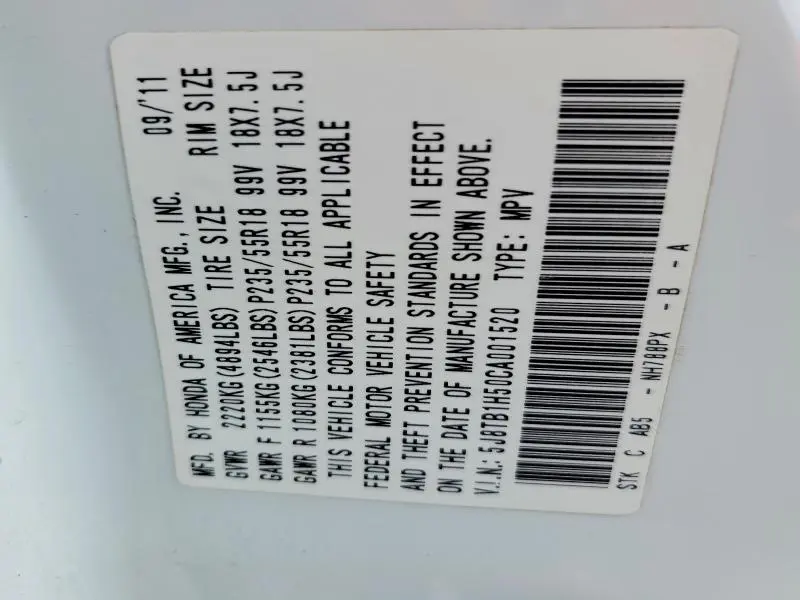 MFD. BY HONDA OF AMERICA MFG., INC. 09/'11
GVWR 2220KG(4894LBS) TIRE SIZE RIM SIZE
GAWR F 1155KG(2546LBS)P235/55R18 99V 18X7.5J
GAWR R 1080KG(2381LBS)P235/55R18 99V 18X7.5J
THIS VEHICLE CONFORMS TO ALL APPLICABLE
FEDERAL MOTOR VEHICLE SAFETY
AND THEFT PREVENTION STANDARDS IN EFFECT
ON THE DATE OF MANUFACTURE SHOWN ABOVE.
V.I.N.: 5J8TB1H50CA001520 TYPE: MPV
STK C AB5 - NH788PX - B - A